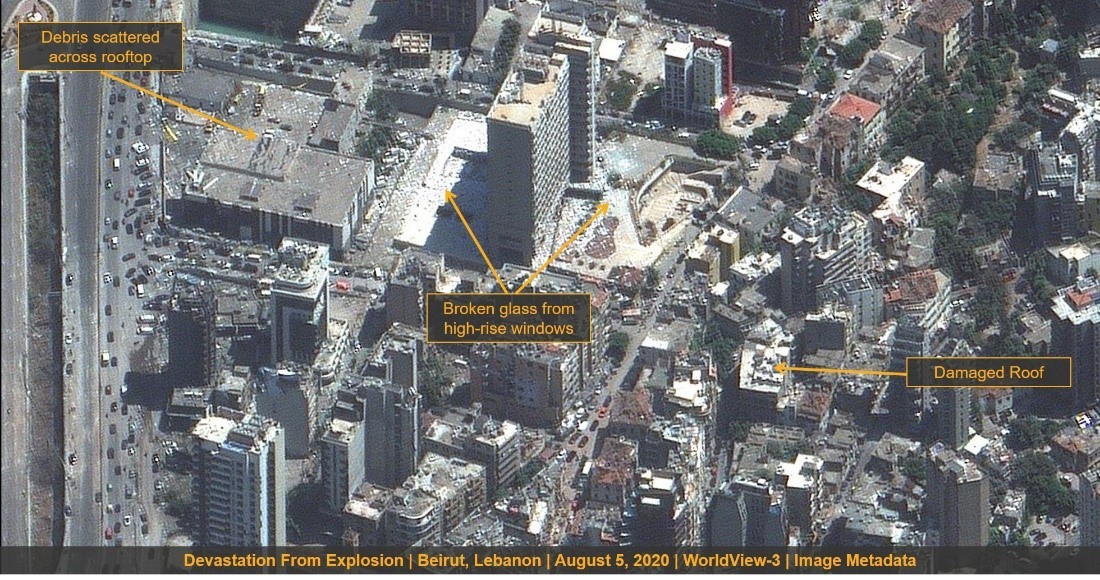 Debris scattered
across rooftop
Broken glass from
high-rise windows
Damaged Roof
Devastation From Explosion | Beirut, Lebanon | August 5, 2020 | WorldView-3 | Image Metadata